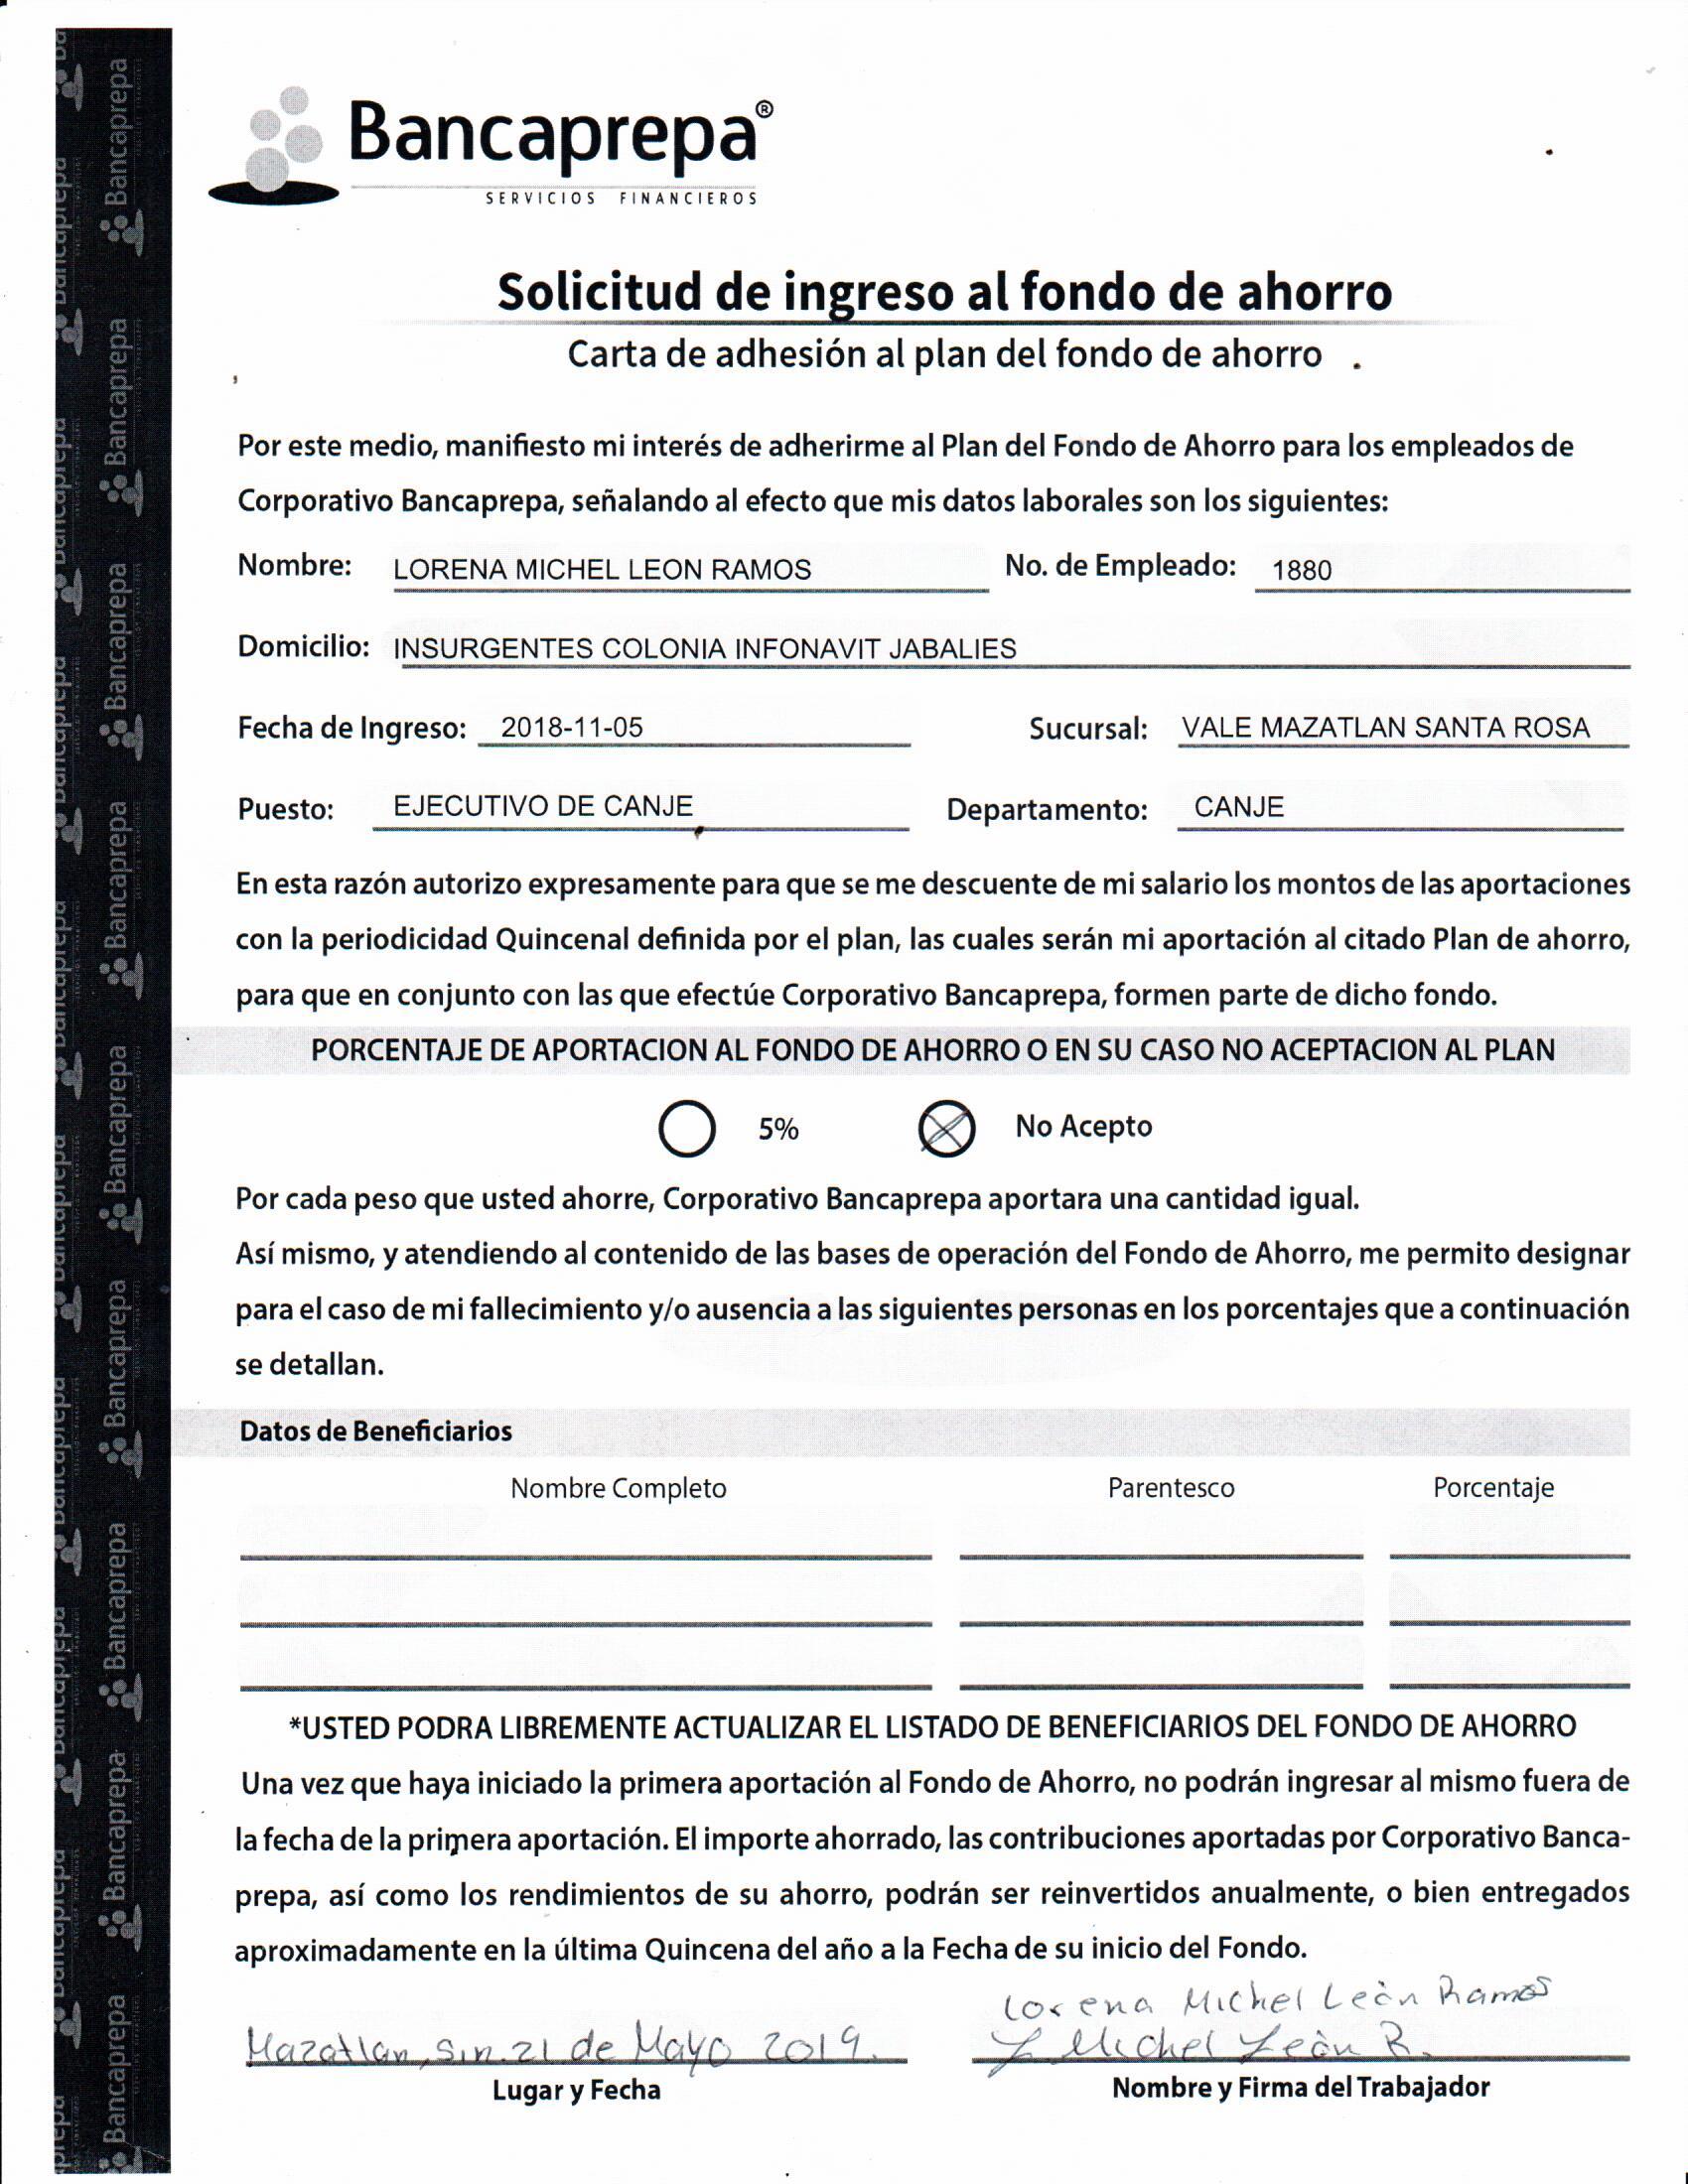 Bancaprepa®
SERVICIOS FINANCIEROS
Solicitud de ingreso al fondo de ahorro
Carta de adhesión al plan del fondo de ahorro
Por este medio, manifiesto mi interés de adherirme al Plan del Fondo de Ahorro para los empleados de
Corporativo Bancaprepa, señalando al efecto que mis datos laborales son los siguientes:
Nombre: LORENA MICHEL LEON RAMOS No. de Empleado: 1880
Domicilio: INSURGENTES COLONIA INFONAVIT JABALIES
Fecha de Ingreso: 2018-11-05 Sucursal: VALE MAZATLAN SANTA ROSA
Puesto: EJECUTIVO DE CANJE Departamento: CANJE
En esta razón autorizo expresamente para que se me descuente de mi salario los montos de las aportaciones
con la periodicidad Quincenal definida por el plan, las cuales serán mi aportación al citado Plan de ahorro,
para que en conjunto con las que efectúe Corporativo Bancaprepa, formen parte de dicho fondo.
PORCENTAJE DE APORTACION AL FONDO DE AHORRO O EN SU CASO NO ACEPTACION AL PLAN
5% No Acepto
Por cada peso que usted ahorre, Corporativo Bancaprepa aportara una cantidad igual.
Así mismo, y atendiendo al contenido de las bases de operación del Fondo de Ahorro, me permito designar
para el caso de mi fallecimiento y/o ausencia a las siguientes personas en los porcentajes que a continuación
se detallan.
Datos de Beneficiarios
Nombre Completo Parentesco Porcentaje
*USTED PODRA LIBREMENTE ACTUALIZAR EL LISTADO DE BENEFICIARIOS DEL FONDO DE AHORRO
Una vez que haya iniciado la primera aportación al Fondo de Ahorro, no podrán ingresar al mismo fuera de
la fecha de la primera aportación. El importe ahorrado, las contribuciones aportadas por Corporativo Banca-
prepa, así como los rendimientos de su ahorro, podrán ser reinvertidos anualmente, o bien entregados
aproximadamente en la última Quincena del año a la Fecha de su inicio del Fondo.
Lorena Michel Leòn Ramos
Mazatlan, Sin. 21 de Mayo 2019. L Michel Leòn R.
Lugar y Fecha Nombre y Firma del Trabajador